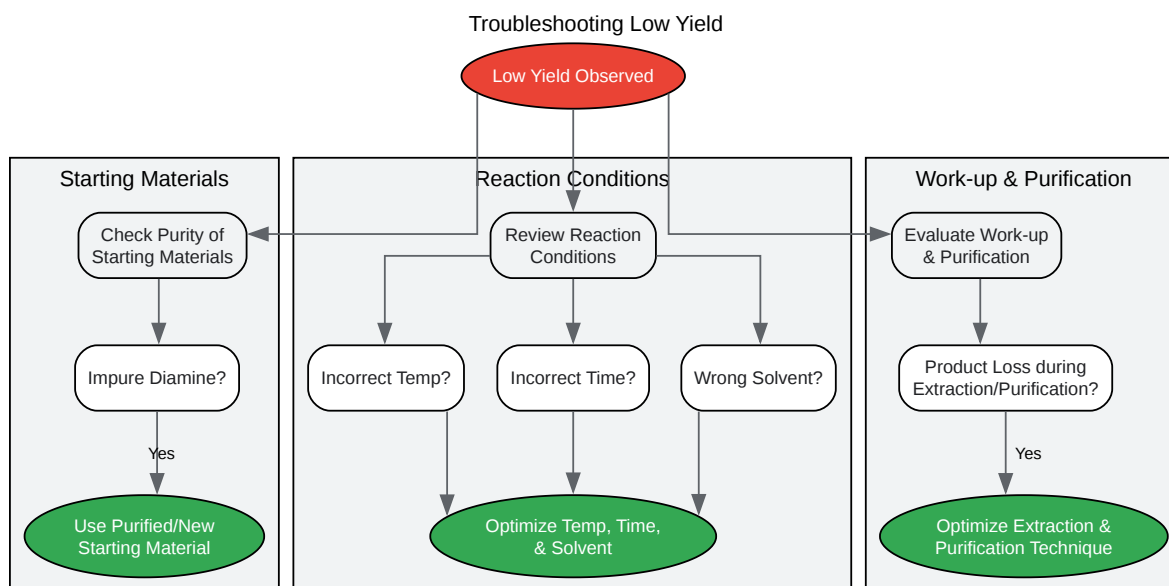 Troubleshooting Low Yield
Low Yield Observed
Starting Materials
Reaction Conditions
Work-up & Purification
Check Purity of
Starting Materials
Review Reaction
Conditions
Evaluate Work-up
& Purification
Impure Diamine?
Incorrect Temp?
Incorrect Time?
Wrong Solvent?
Product Loss during
Extraction/Purification?
Yes
Yes
Use Purified/New
Starting Material
Optimize Temp, Time,
& Solvent
Optimize Extraction &
Purification Technique